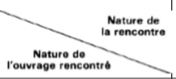 Nature de
la rencontre
Nature de
l'ouvrage rencontré